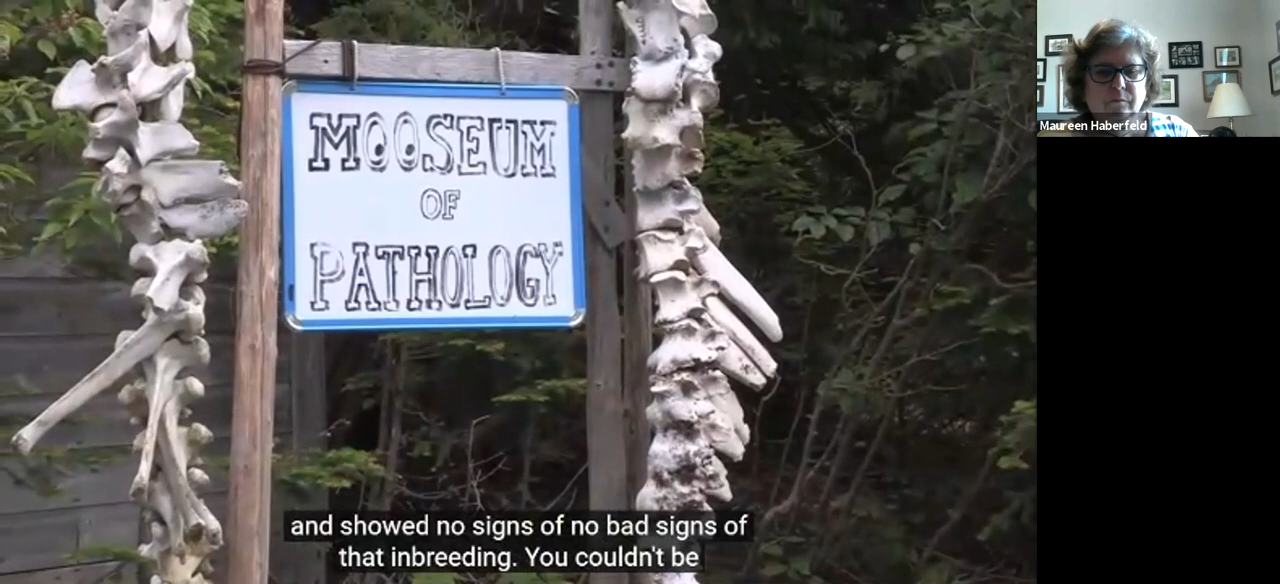 MOOSEUM
OF
PATHOLOGY
Maureen Haberfeld
and showed no signs of no bad signs of
that inbreeding. You couldn't be